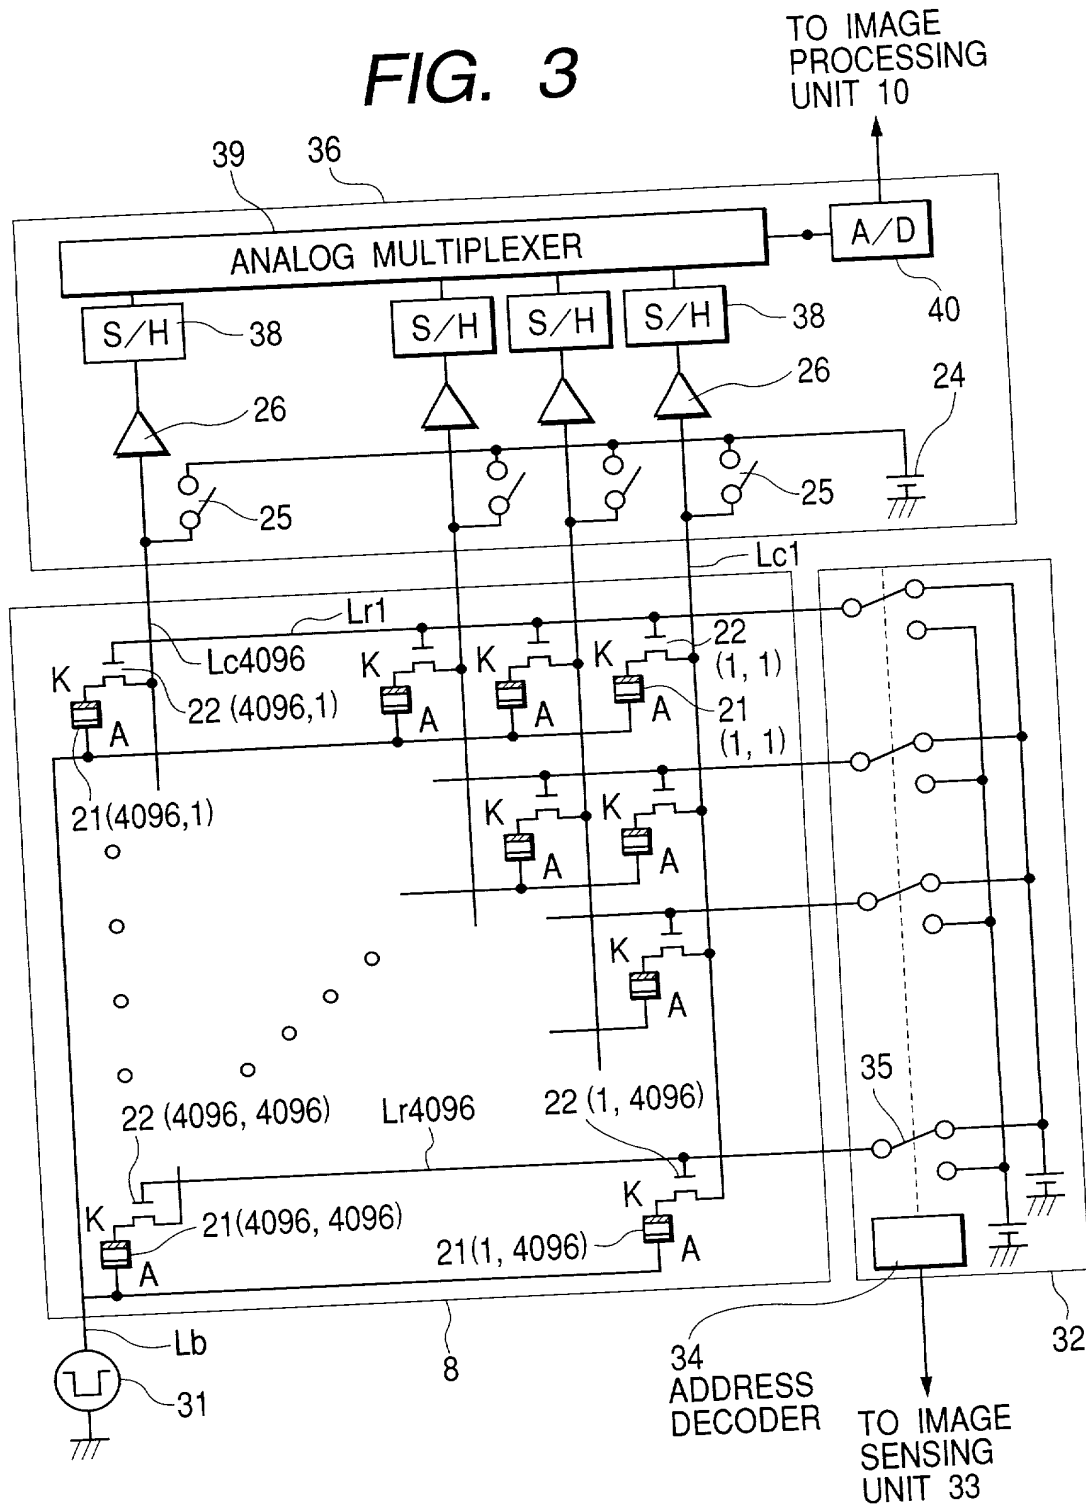 FIG. 3
TO IMAGE
PROCESSING
UNIT 10
39
36
ANALOG MULTIPLEXER
A/D
40
S/H
38
S/H
S/H
S/H
38
26
26
24
25
25
Lc1
Lr1
Lc4096
K
K
K
K
22
(1, 1)
22 (4096,1)
A
A
21
(1, 1)
21(4096,1)
K
K
A
A
K
A
35
22 (4096, 4096)
Lr4096
22 (1, 4096)
K
K
21(4096, 4096)
21(1, 4096)
A
A
Lb
8
34
ADDRESS
DECODER
32
31
TO IMAGE
SENSING
UNIT 33